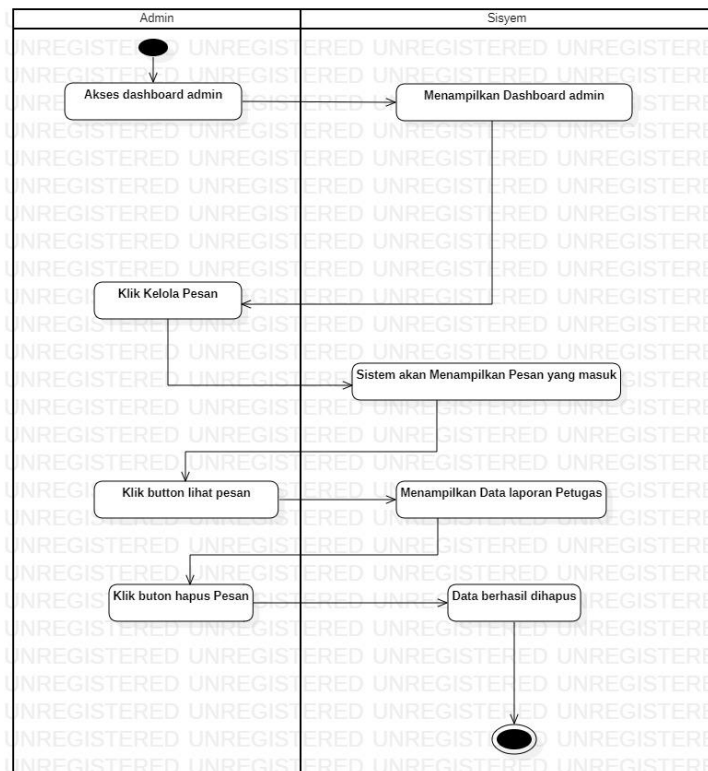 Admin
Sisyem
Akses dashboard admin
Menampilkan Dashboard admin
Klik Kelola Pesan
Sistem akan Menampilkan Pesan yang masuk
Klik button lihat pesan
Menampilkan Data laporan Petugas
Klik buton hapus Pesan
Data berhasil dihapus
UNREGISTERED